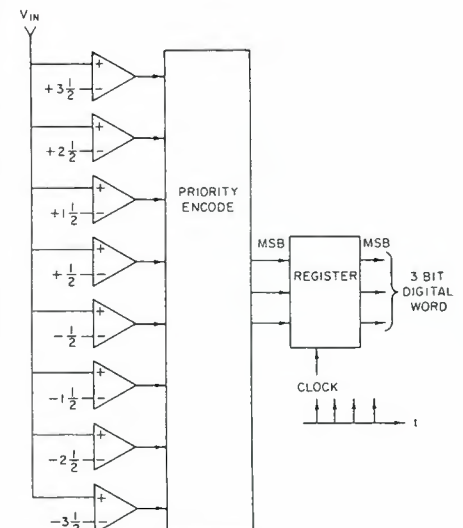 V_IN
+
+3 1/2 -
+
+2 1/2 -
+
+1 1/2 -
+
+ 1/2 -
+
- 1/2 -
+
-1 1/2 -
+
-2 1/2 -
+
-3 1/2 -
PRIORITY
ENCODE
MSB
REGISTER
MSB
3 BIT
DIGITAL
WORD
CLOCK
t